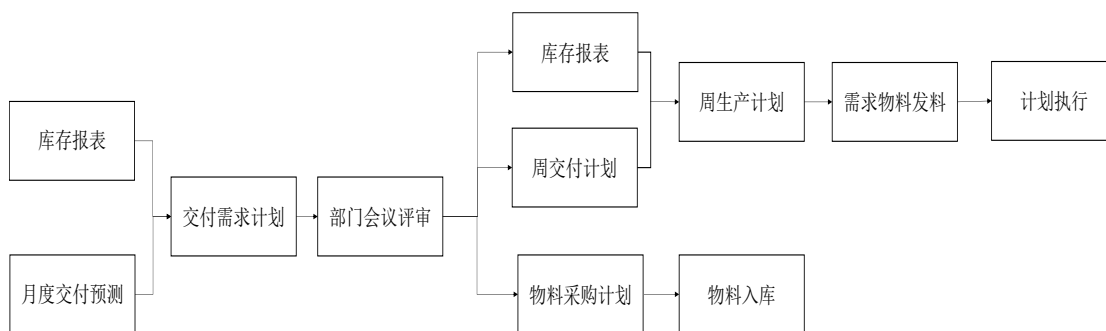 库存报表
月度交付预测
交付需求计划
部门会议评审
库存报表
周交付计划
物料采购计划
周生产计划
物料入库
需求物料发料
计划执行